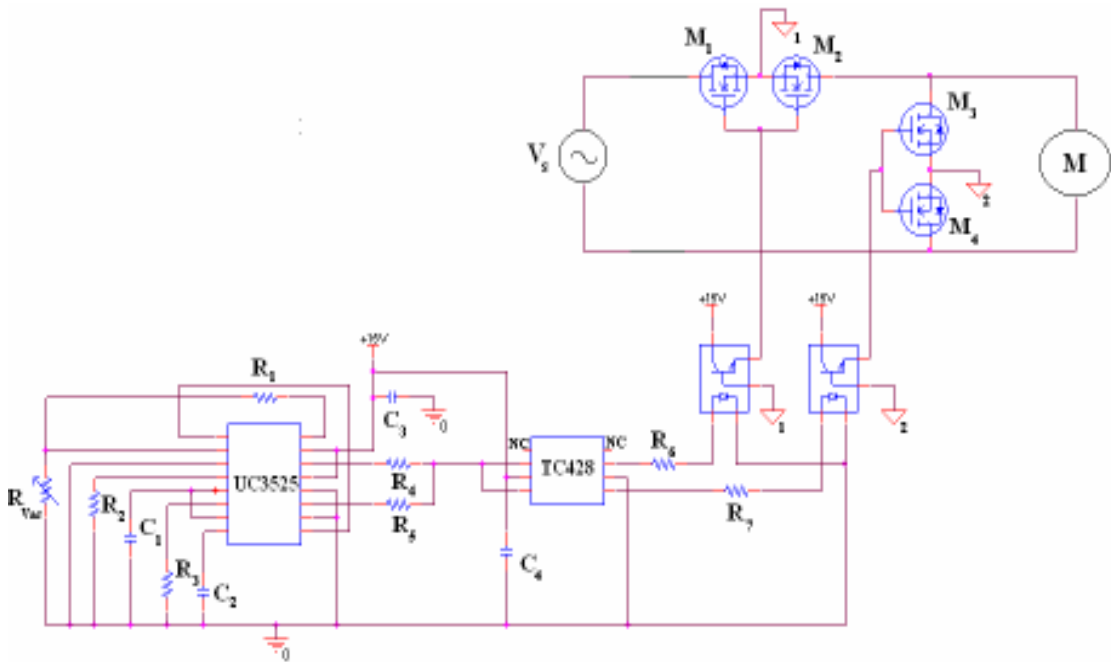 1
M₁
M₂
M₃
Vₛ
M
2
M₄
+15V
+15V
+15V
R₁
C₃
0
NC
NC
R₆
1
2
UC3525
TC428
R₄
R_Var
R₂
C₁
R₅
R₇
R₃
C₂
C₄
0